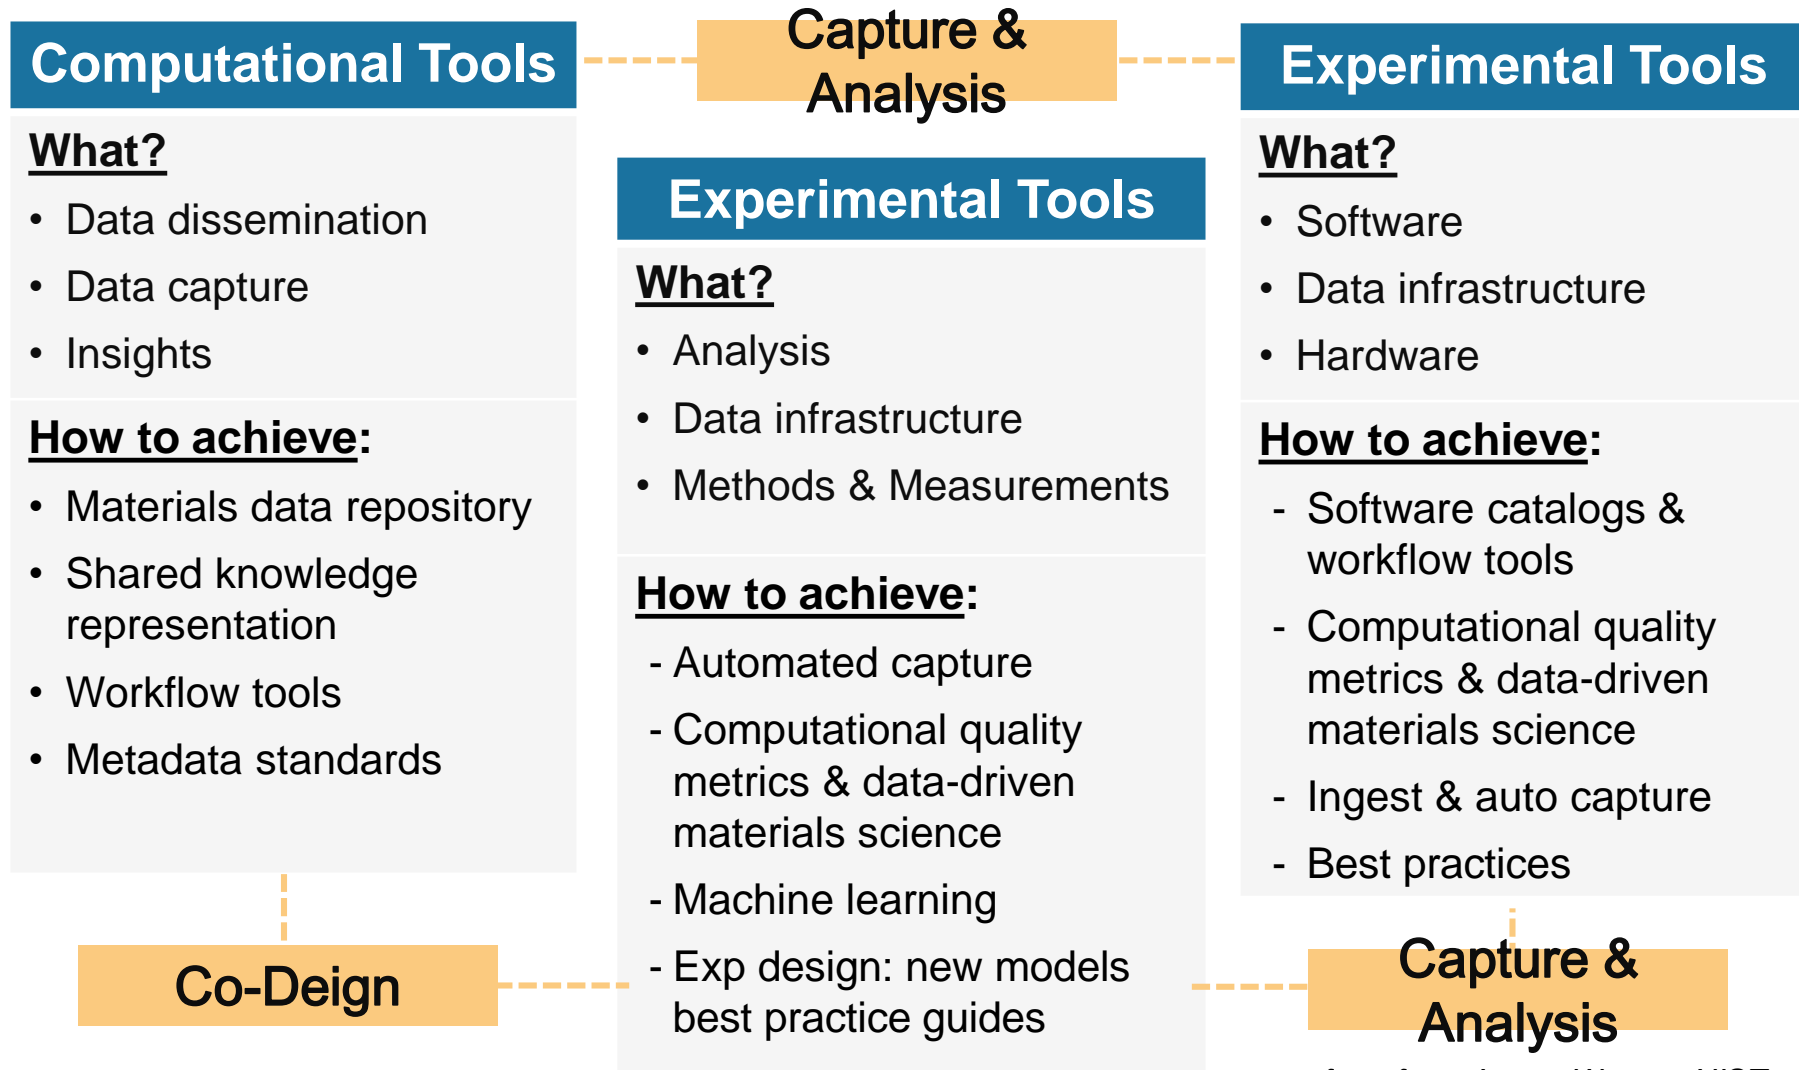 Computational Tools
What?
• Data dissemination
• Data capture
• Insights
How to achieve:
• Materials data repository
• Shared knowledge
representation
• Workflow tools
• Metadata standards
Capture &
Analysis
Experimental Tools
What?
• Analysis
• Data infrastructure
• Methods & Measurements
How to achieve:
- Automated capture
- Computational quality
metrics & data-driven
materials science
- Machine learning
- Exp design: new models
best practice guides
Experimental Tools
What?
• Software
• Data infrastructure
• Hardware
How to achieve:
- Software catalogs &
workflow tools
- Computational quality
metrics & data-driven
materials science
- Ingest & auto capture
- Best practices
Co-Deign
Capture &
Analysis
NIST